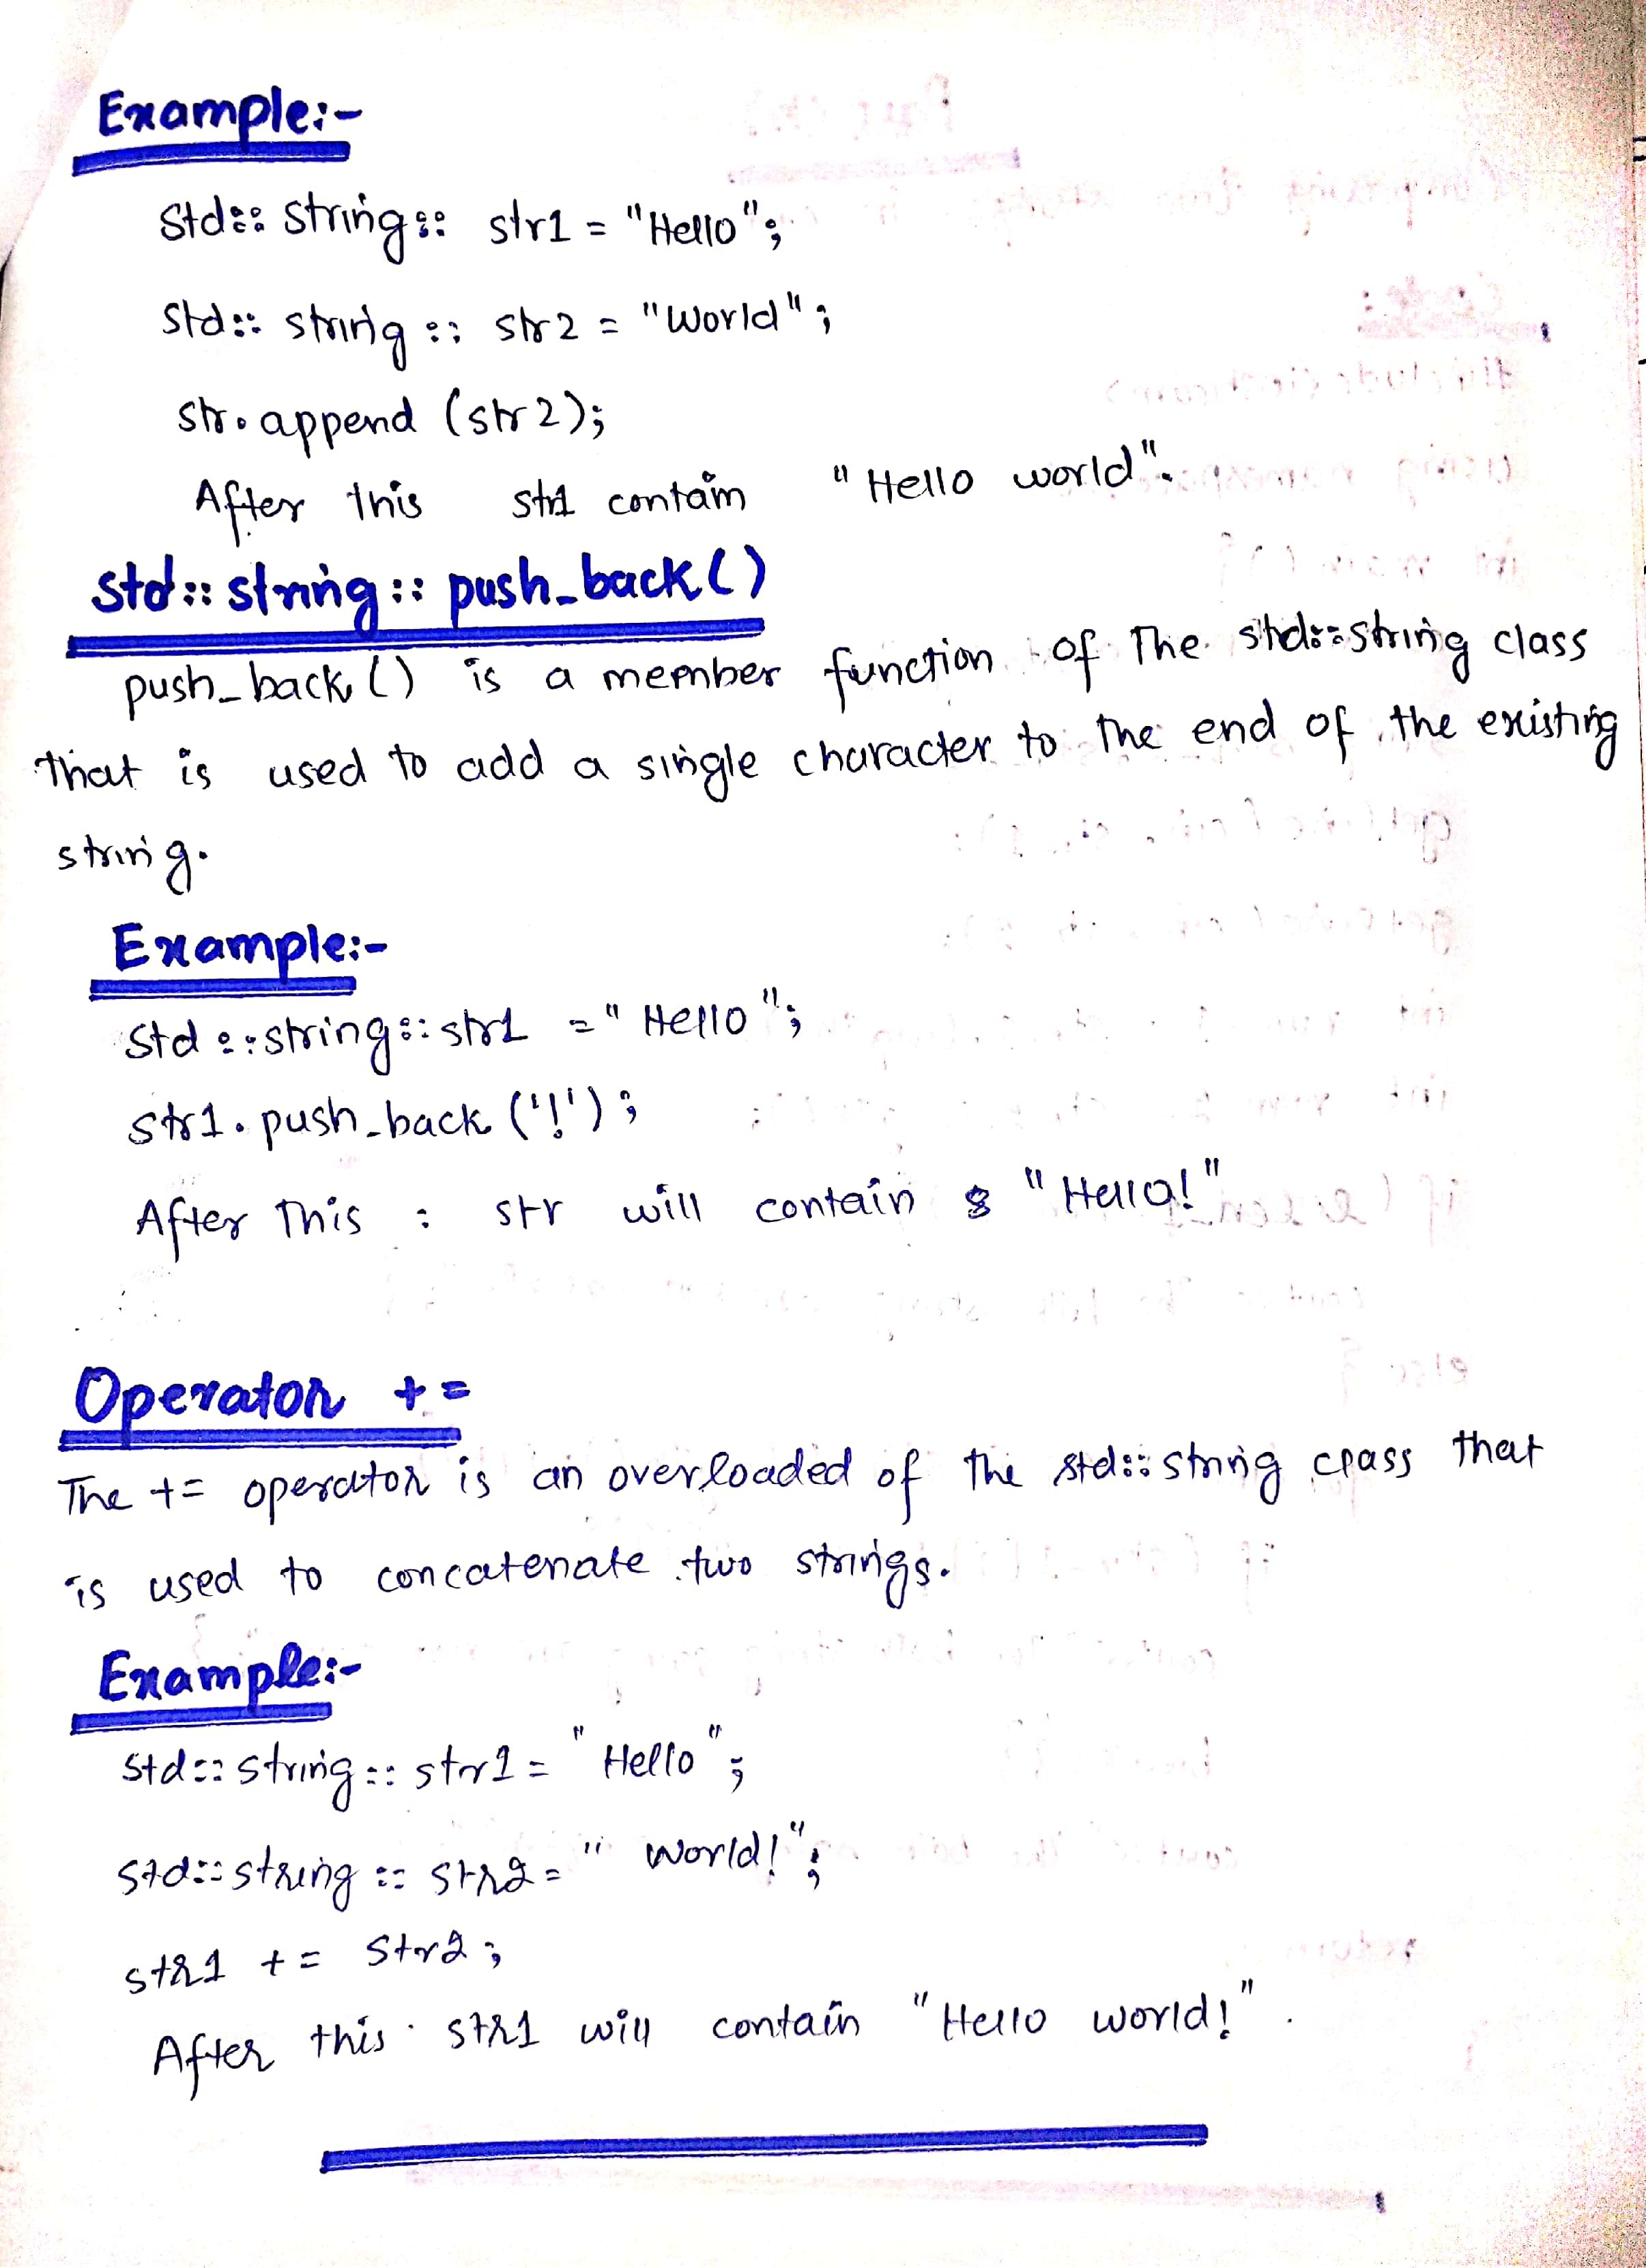 Example:-
Std:: string:: str1 = "Hello";
Std:: string :: str2 = "World";
str.append (str2);
After this str1 contain "Hello world".
std:: string :: push_back()
push_back() is a member function of The std::string class
that is used to add a single character to The end of the existing
string.
Example:-
Std ::string::str1 = "Hello";
str1.push_back ('!');
After This : str will contain : "Hello!"
Operator +=
The += operator is an overloaded of The std::string class that
is used to concatenate two strings.
Example:-
Std::string::str1 = "Hello";
std::string :: str2 = " World!";
str1 += Str2;
After this str1 will contain "Hello world!".